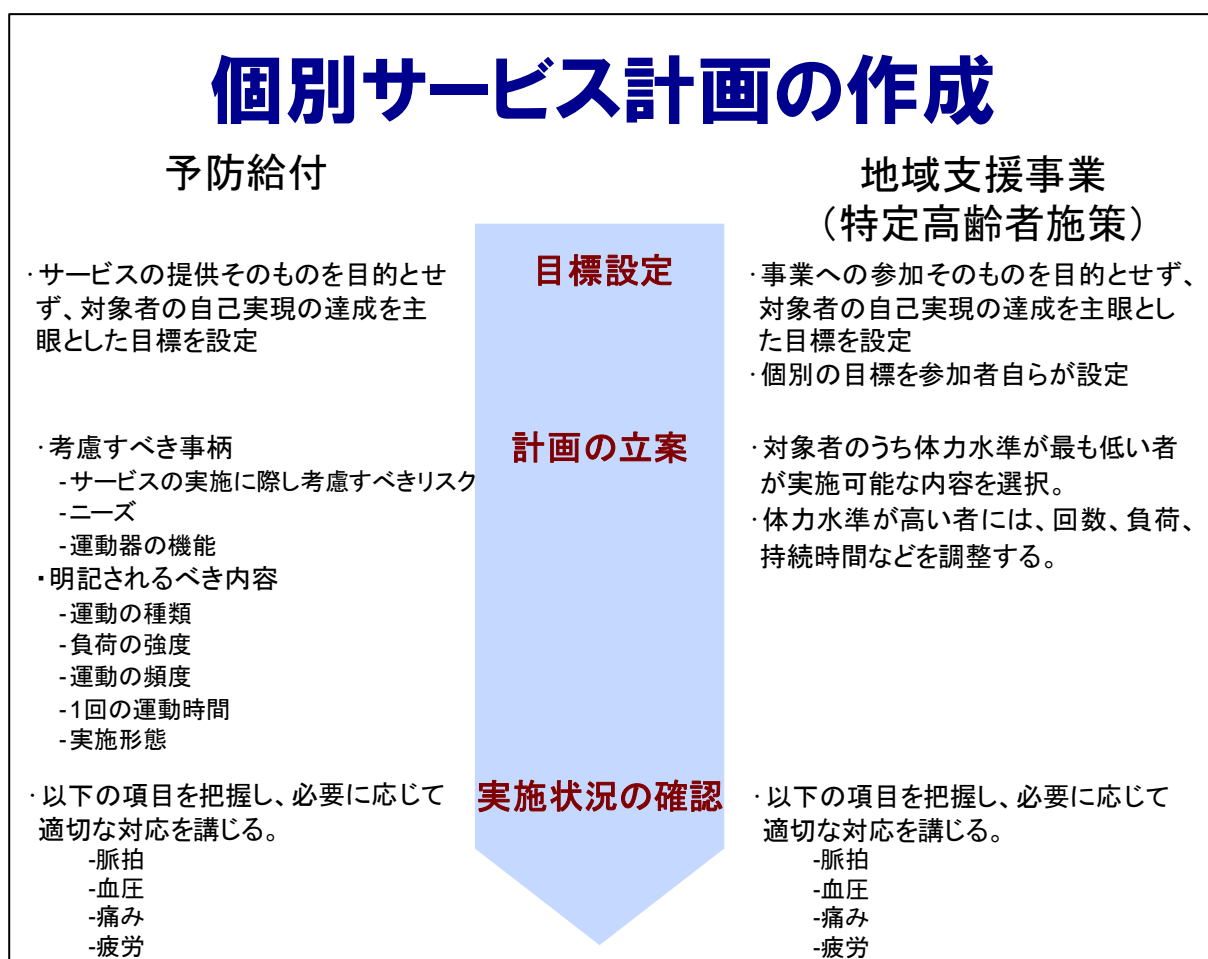 個別サービス計画の作成
予防給付
地域支援事業
（特定高齢者施策）
目標設定
・サービスの提供そのものを目的とせ
ず、対象者の自己実現の達成を主
眼とした目標を設定
・事業への参加そのものを目的とせず、
対象者の自己実現の達成を主眼とし
た目標を設定
・個別の目標を参加者自らが設定
計画の立案
・考慮すべき事柄
-サービスの実施に際し考慮すべきリスク
-ニーズ
-運動器の機能
・明記されるべき内容
-運動の種類
-負荷の強度
-運動の頻度
-1回の運動時間
-実施形態
・対象者のうち体力水準が最も低い者
が実施可能な内容を選択。
・体力水準が高い者には、回数、負荷、
持続時間などを調整する。
実施状況の確認
・以下の項目を把握し、必要に応じて
適切な対応を講じる。
-脈拍
-血圧
-痛み
-疲労
・以下の項目を把握し、必要に応じて
適切な対応を講じる。
-脈拍
-血圧
-痛み
-疲労